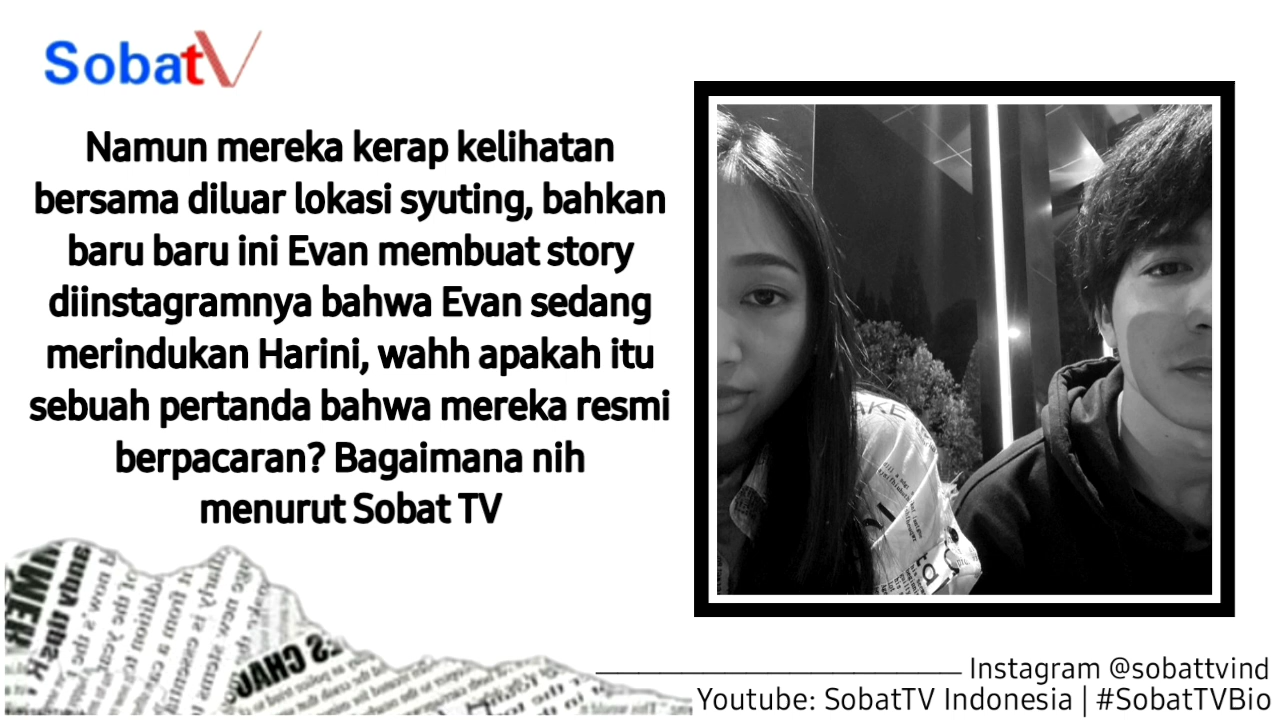 SobatV
Namun mereka kerap kelihatan
bersama diluar lokasi syuting, bahkan
baru baru ini Evan membuat story
diinstagramnya bahwa Evan sedang
merindukan Harini, wahh apakah itu
sebuah pertanda bahwa mereka resmi
berpacaran? Bagaimana nih
menurut Sobat TV
Instagram @sobattvind
Youtube: SobatTV Indonesia | #SobatTVBio